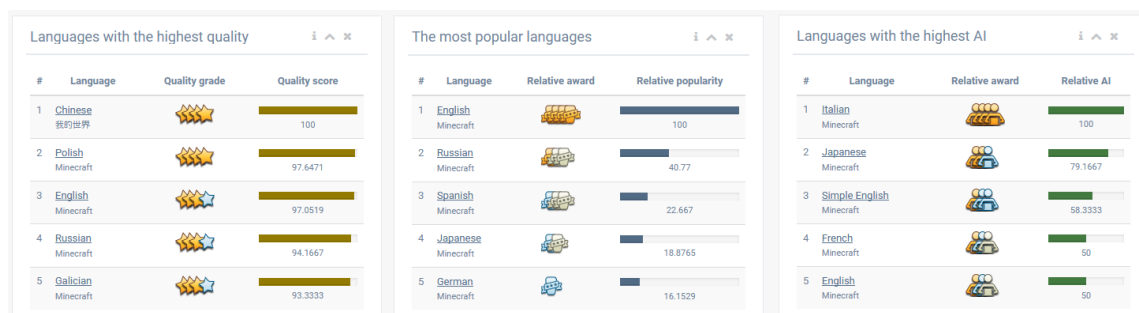 Languages with the highest quality
# Language Quality grade Quality score
1 Chinese
我的世界 100
2 Polish
Minecraft 97.6471
3 English
Minecraft 97.0519
4 Russian
Minecraft 94.1667
5 Galician
Minecraft 93.3333
The most popular languages
# Language Relative award Relative popularity
1 English
Minecraft 100
2 Russian
Minecraft 40.77
3 Spanish
Minecraft 22.667
4 Japanese
Minecraft 18.8765
5 German
Minecraft 16.1529
Languages with the highest AI
# Language Relative award Relative AI
1 Italian
Minecraft 100
2 Japanese
Minecraft 79.1667
3 Simple English
Minecraft 58.3333
4 French
Minecraft 50
5 English
Minecraft 50